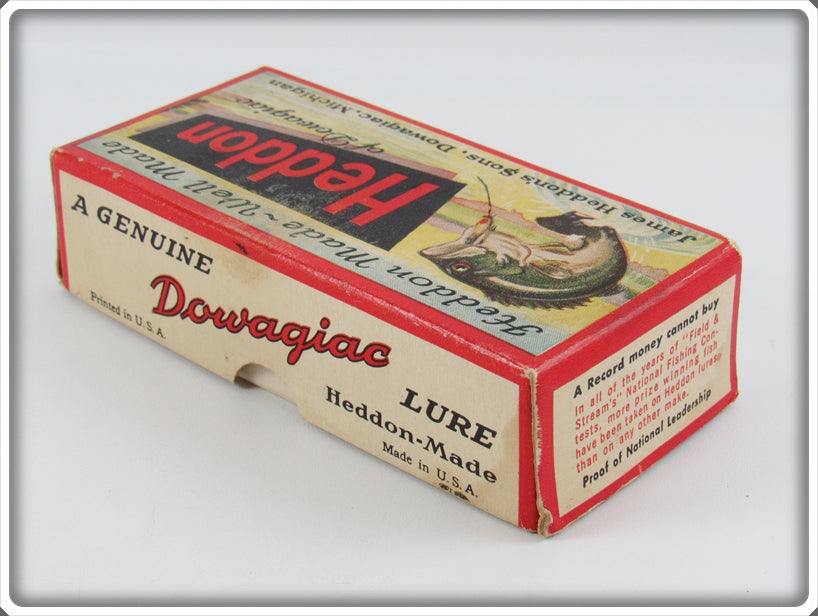 James Heddon's Sons, Dowagiac, Michigan.
Heddon
of Dowagiac
Heddon Made ~ Well Made
A GENUINE
Dowagiac
LURE
Printed in U.S.A.
Heddon-Made
Made in U.S.A.
A Record money cannot buy
In all of the years of "Field &
Stream's" National Fishing Con-
tests, more prize winning fish
have been taken on Heddon lures
than on any other make.
Proof of National Leadership